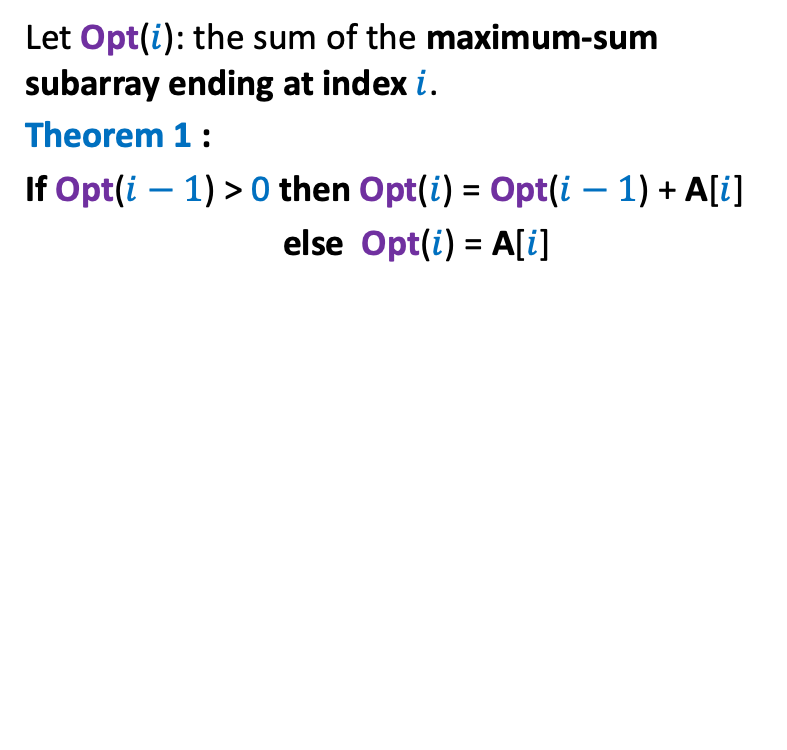 Let Opt(i): the sum of the maximum-sum
subarray ending at index i.
Theorem 1 :
If Opt(i − 1) > 0 then Opt(i) = Opt(i − 1) + A[i]
else Opt(i) = A[i]